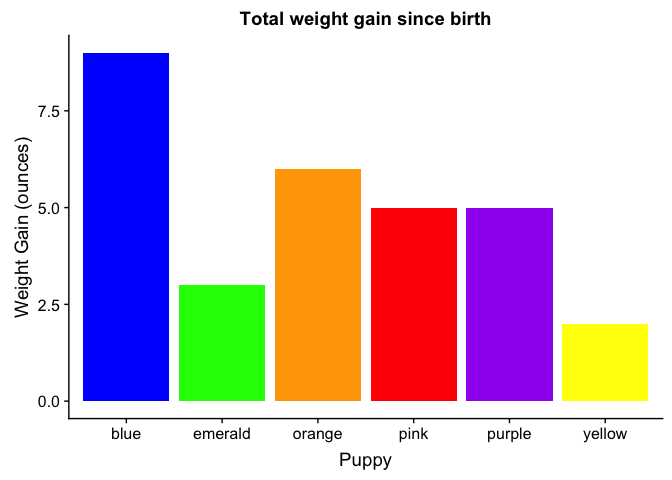 Total weight gain since birth
Weight Gain (ounces)
7.5
5.0
2.5
0.0
blue emerald orange pink purple yellow
Puppy